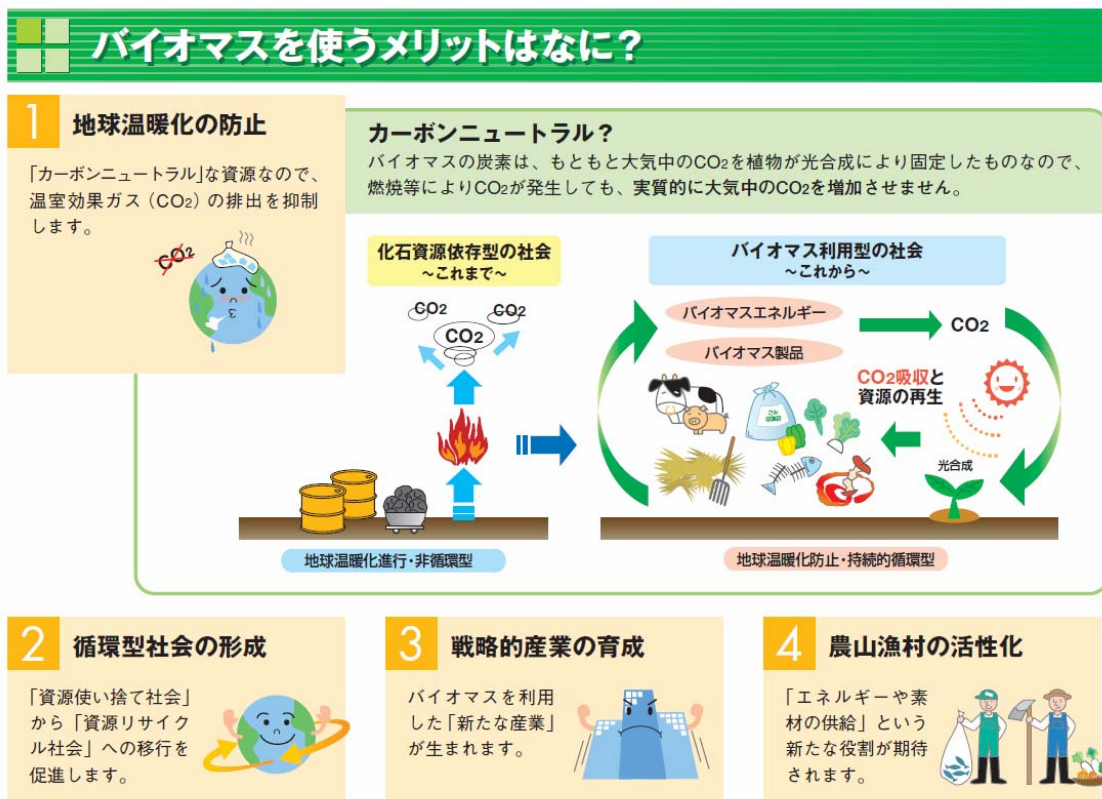 バイオマスを使うメリットはなに？
1 地球温暖化の防止
「カーボンニュートラル」な資源なので、
温室効果ガス（CO₂）の排出を抑制
します。
CO₂
カーボンニュートラル？
バイオマスの炭素は、もともと大気中のCO₂を植物が光合成により固定したものなので、
燃焼等によりCO₂が発生しても、実質的に大気中のCO₂を増加させません。
化石資源依存型の社会
～これまで～
CO₂
CO₂
CO₂
地球温暖化進行・非循環型
バイオマス利用型の社会
～これから～
バイオマスエネルギー
CO₂
バイオマス製品
CO₂吸収と
資源の再生
光合成
地球温暖化防止・持続的循環型
2 循環型社会の形成
「資源使い捨て社会」
から「資源リサイク
ル社会」への移行を
促進します。
3 戦略的産業の育成
バイオマスを利用
した「新たな産業」
が生まれます。
4 農山漁村の活性化
「エネルギーや素
材の供給」という
新たな役割が期待
されます。